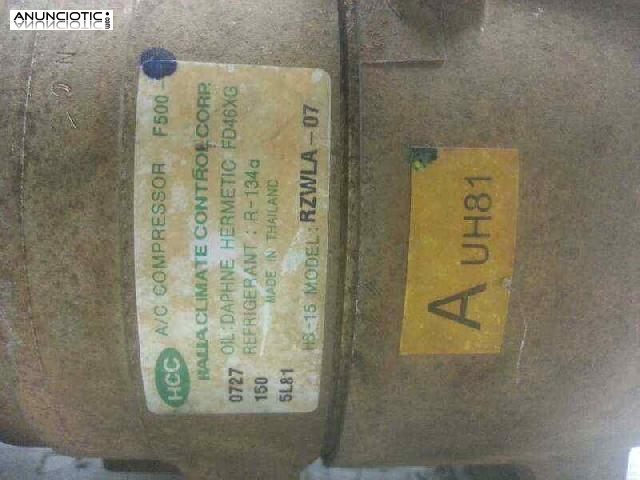 ANUNCIOTIC
.com
HCC A/C COMPRESSOR F500-
HALLA CLIMATE CONTROL CORP.
OIL:DAPHNE HERMETIC FD46XG
REFRIGERANT : R-134a
MADE IN THAILAND
0727
150
5L81
HS-15 MODEL: RZWLA-07
A UH81